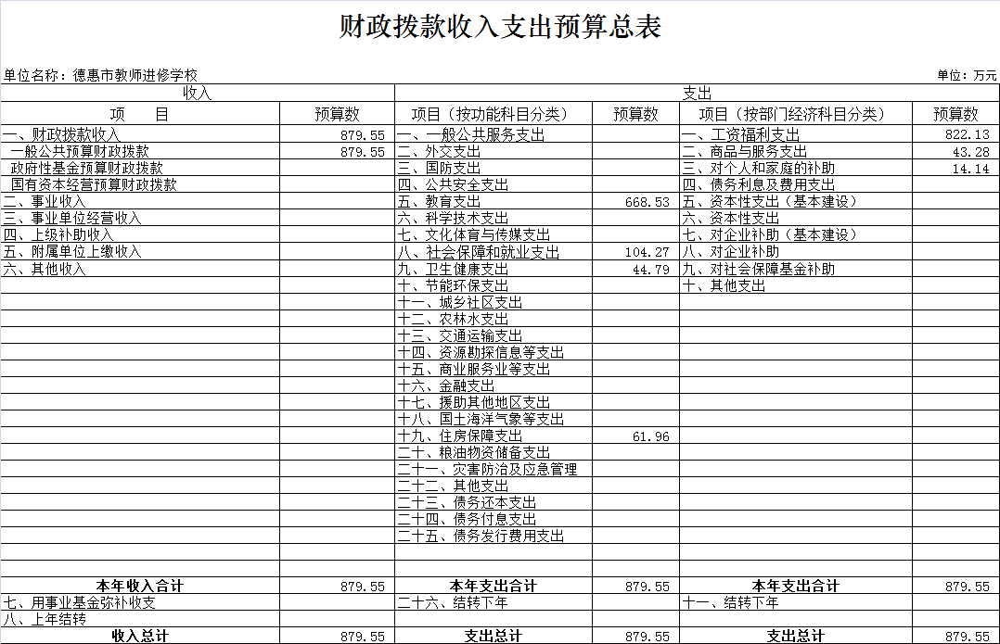 财政拨款收入支出预算总表
单位名称：德惠市教师进修学校 单位：万元
收入 支出
项 目 预算数 项目（按功能科目分类） 预算数 项目（按部门经济科目分类） 预算数
一、财政拨款收入 879.55 一、一般公共服务支出 一、工资福利支出 822.13
一般公共预算财政拨款 879.55 二、外交支出 二、商品与服务支出 43.28
政府性基金预算财政拨款 三、国防支出 三、对个人和家庭的补助 14.14
国有资本经营预算财政拨款 四、公共安全支出 四、债务利息及费用支出
二、事业收入 五、教育支出 668.53 五、资本性支出（基本建设）
三、事业单位经营收入 六、科学技术支出 六、资本性支出
四、上级补助收入 七、文化体育与传媒支出 七、对企业补助（基本建设）
五、附属单位上缴收入 八、社会保障和就业支出 104.27 八、对企业补助
六、其他收入 九、卫生健康支出 44.79 九、对社会保障基金补助
十、节能环保支出 十、其他支出
十一、城乡社区支出
十二、农林水支出
十三、交通运输支出
十四、资源勘探信息等支出
十五、商业服务业等支出
十六、金融支出
十七、援助其他地区支出
十八、国土海洋气象等支出
十九、住房保障支出 61.96
二十、粮油物资储备支出
二十一、灾害防治及应急管理
二十二、其他支出
二十三、债务还本支出
二十四、债务付息支出
二十五、债务发行费用支出
本年收入合计 879.55 本年支出合计 879.55 本年支出合计 879.55
七、用事业基金弥补收支 二十六、结转下年 十一、结转下年
八、上年结转
收入总计 879.55 支出总计 879.55 支出总计 879.55